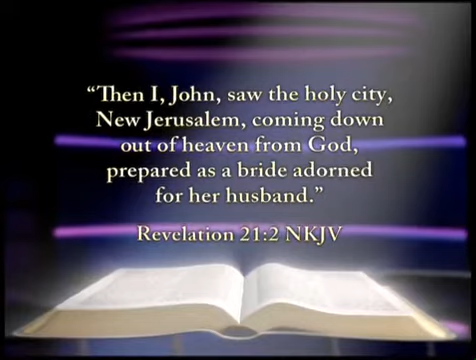 “Then I, John, saw the holy city,
New Jerusalem, coming down
out of heaven from God,
prepared as a bride adorned
for her husband.”
Revelation 21:2 NKJV